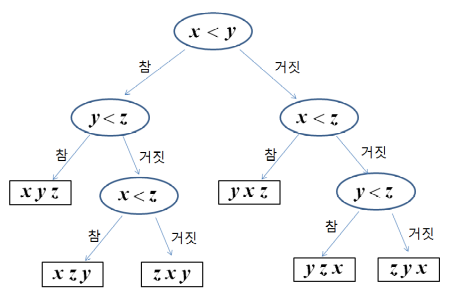 x < y
참 거짓
y < z x < z
참 거짓 참 거짓
x y z x < z y x z y < z
참 거짓 참 거짓
x z y z x y y z x z y x